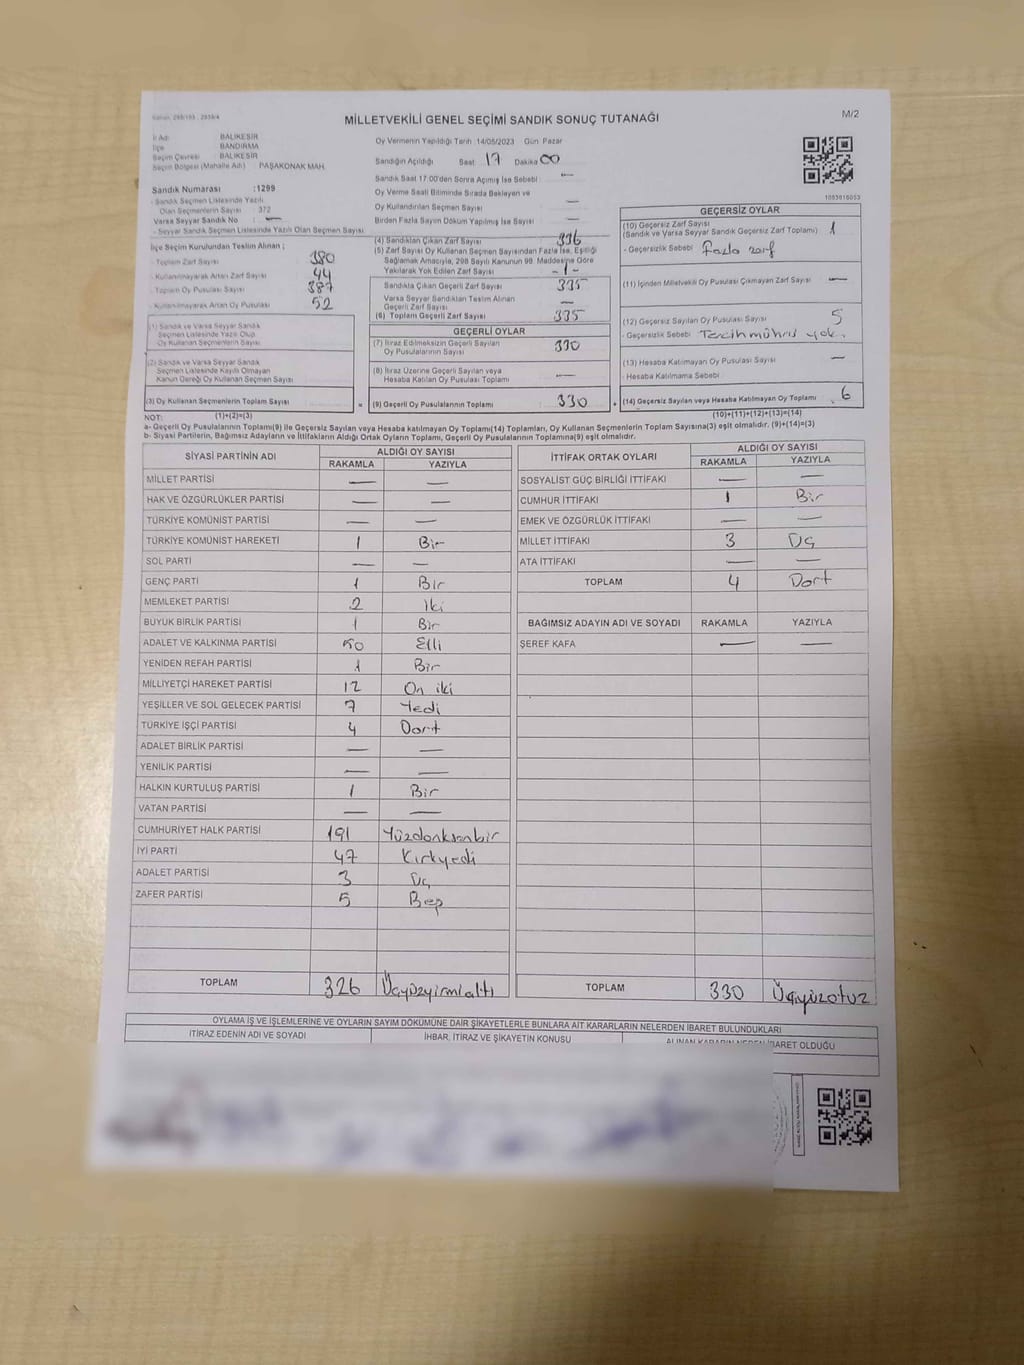 MİLLETVEKİLİ GENEL SEÇİMİ SANDIK SONUÇ TUTANAĞI
M/2
İl Adı BALIKESİR
İlçe BANDIRMA
Seçim Çevresi BALIKESİR
Seçim Bölgesi (Mahalle Adı) PAŞAKONAK MAH.
Oy Vermenin Yapıldığı Tarih 14/05/2023 Gün Pazar
Sandığın Açıldığı Saat 17 Dakika 00
Sandık Saat 17:00'den Sonra Açılmış İse Sebebi : —
Oy Verme Saati Bitiminde Sırada Bekleyen ve
Oy Kullandırılan Seçmen Sayısı —
Birden Fazla Sayım Döküm Yapılmış İse Sayısı : —
Sandık Numarası :1299
- Sandık Seçmen Listesinde Yazılı
Olan Seçmenlerin Sayısı : 372
Varsa Seyyar Sandık No : —
- Seyyar Sandık Seçmen Listesinde Yazılı Olan Seçmen Sayısı
İlçe Seçim Kurulundan Teslim Alınan ;
- Toplam Zarf Sayısı : 380
- Kullanılmayarak Artan Zarf Sayısı : 44
- Toplam Oy Pusulası Sayısı : 387
- Kullanılmayarak Artan Oy Pusulası : 52
(1) Sandık ve Varsa Seyyar Sandık
Seçmen Listesinde Yazılı Olup
Oy Kullanan Seçmenlerin Sayısı
(2) Sandık ve Varsa Seyyar Sandık
Seçmen Listesinde Kayıtlı Olmayan
Kanun Gereği Oy Kullanan Seçmen Sayısı
(3) Oy Kullanan Seçmenlerin Toplam Sayısı
(4) Sandıktan Çıkan Zarf Sayısı 336
(5) Zarf Sayısı Oy Kullanan Seçmen Sayısından Fazla İse, Eşitliği
Sağlamak Amacıyla, 298 Sayılı Kanunun 98. Maddesine Göre
Yakılarak Yok Edilen Zarf Sayısı -1-
Sandıkla Çıkan Geçerli Zarf Sayısı 335
Varsa Seyyar Sandıktan Teslim Alınan
Geçerli Zarf Sayısı —
(6) Toplam Geçerli Zarf Sayısı 335
GEÇERLİ OYLAR
(7) İtiraz Edilmeksizin Geçerli Sayılan
Oy Pusulalarının Sayısı 330
(8) İtiraz Üzerine Geçerli Sayılan veya
Hesaba Katılan Oy Pusulası Toplamı —
= (9) Geçerli Oy Pusulalarının Toplamı 330 +
1083616053
GEÇERSİZ OYLAR
(10) Geçersiz Zarf Sayısı
(Sandık ve Varsa Seyyar Sandık Geçersiz Zarf Toplamı) 1
- Geçersizlik Sebebi Fazla zarf
(11) İçinden Milletvekili Oy Pusulası Çıkmayan Zarf Sayısı —
(12) Geçersiz Sayılan Oy Pusulası Sayısı 5
- Geçersizlik Sebebi Tercih mührü yok.
(13) Hesaba Katılmayan Oy Pusulası Sayısı —
Hesaba Katılmama Sebebi
(14) Geçersiz Sayılan veya Hesaba Katılmayan Oy Toplamı 6
NOT: (1)+(2)=(3) (10)+(11)+(12)+(13)=(14)
a- Geçerli Oy Pusulalarının Toplamı(9) ile Geçersiz Sayılan veya Hesaba katılmayan Oy Toplamı(14) Toplamları, Oy Kullanan Seçmenlerin Toplam Sayısına(3) eşit olmalıdır. (9)+(14)=(3)
b- Siyasi Partilerin, Bağımsız Adayların ve İttifakların Aldığı Ortak Oyların Toplamı, Geçerli Oy Pusulalarının Toplamına(9) eşit olmalıdır.
SİYASİ PARTİNİN ADI ALDIĞI OY SAYISI
RAKAMLA YAZIYLA
MİLLET PARTİSİ — —
HAK VE ÖZGÜRLÜKLER PARTİSİ — —
TÜRKİYE KOMÜNİST PARTİSİ — —
TÜRKİYE KOMÜNİST HAREKETİ 1 Bir
SOL PARTİ — —
GENÇ PARTİ 1 Bir
MEMLEKET PARTİSİ 2 İki
BÜYÜK BİRLİK PARTİSİ 1 Bir
ADALET VE KALKINMA PARTİSİ 50 Elli
YENİDEN REFAH PARTİSİ 1 Bir
MİLLİYETÇİ HAREKET PARTİSİ 12 On iki
YEŞİLLER VE SOL GELECEK PARTİSİ 7 Yedi
TÜRKİYE İŞÇİ PARTİSİ 4 Dört
ADALET BİRLİK PARTİSİ — —
YENİLİK PARTİSİ — —
HALKIN KURTULUŞ PARTİSİ 1 Bir
VATAN PARTİSİ — —
CUMHURİYET HALK PARTİSİ 191 Yüzdoksanbir
İYİ PARTİ 47 Kırkyedi
ADALET PARTİSİ 3 Üç
ZAFER PARTİSİ 5 Beş
TOPLAM 326 Üçyüzyirmialtı
İTTİFAK ORTAK OYLARI ALDIĞI OY SAYISI
RAKAMLA YAZIYLA
SOSYALİST GÜÇ BİRLİĞİ İTTİFAKI — —
CUMHUR İTTİFAKI 1 Bir
EMEK VE ÖZGÜRLÜK İTTİFAKI — —
MİLLET İTTİFAKI 3 Üç
ATA İTTİFAKI — —
TOPLAM 4 Dört
BAĞIMSIZ ADAYIN ADI VE SOYADI RAKAMLA YAZIYLA
ŞEREF KAFA — —
TOPLAM 330 Üçyüzotuz
OYLAMA İŞ VE İŞLEMLERİNE VE OYLARIN SAYIM DÖKÜMÜNE DAİR ŞİKAYETLERLE BUNLARA AİT KARARLARIN NELERDEN İBARET BULUNDUKLARI
İTİRAZ EDENİN ADI VE SOYADI İHBAR, İTİRAZ VE ŞİKAYETİN KONUSU ALINAN KARARIN NEDEN İBARET OLDUĞU